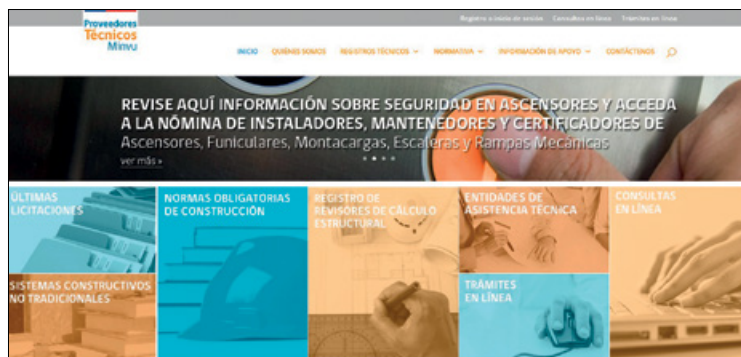 Proveedores
Técnicos
Minvu
Registro o inicio de sesión Consultas en línea Trámites en línea
INICIO QUIÉNES SOMOS REGISTROS TÉCNICOS NORMATIVA INFORMACIÓN DE APOYO CONTÁCTENOS
REVISE AQUÍ INFORMACIÓN SOBRE SEGURIDAD EN ASCENSORES Y ACCEDA
A LA NÓMINA DE INSTALADORES, MANTENEDORES Y CERTIFICADORES DE
Ascensores, Funiculares, Montacargas, Escaleras y Rampas Mecánicas
ver más »
ÚLTIMAS
LICITACIONES
NORMAS OBLIGATORIAS
DE CONSTRUCCIÓN
REGISTRO DE
REVISORES DE CÁLCULO
ESTRUCTURAL
ENTIDADES DE
ASISTENCIA TÉCNICA
CONSULTAS
EN LÍNEA
SISTEMAS CONSTRUCTIVOS
NO TRADICIONALES
TRÁMITES
EN LÍNEA